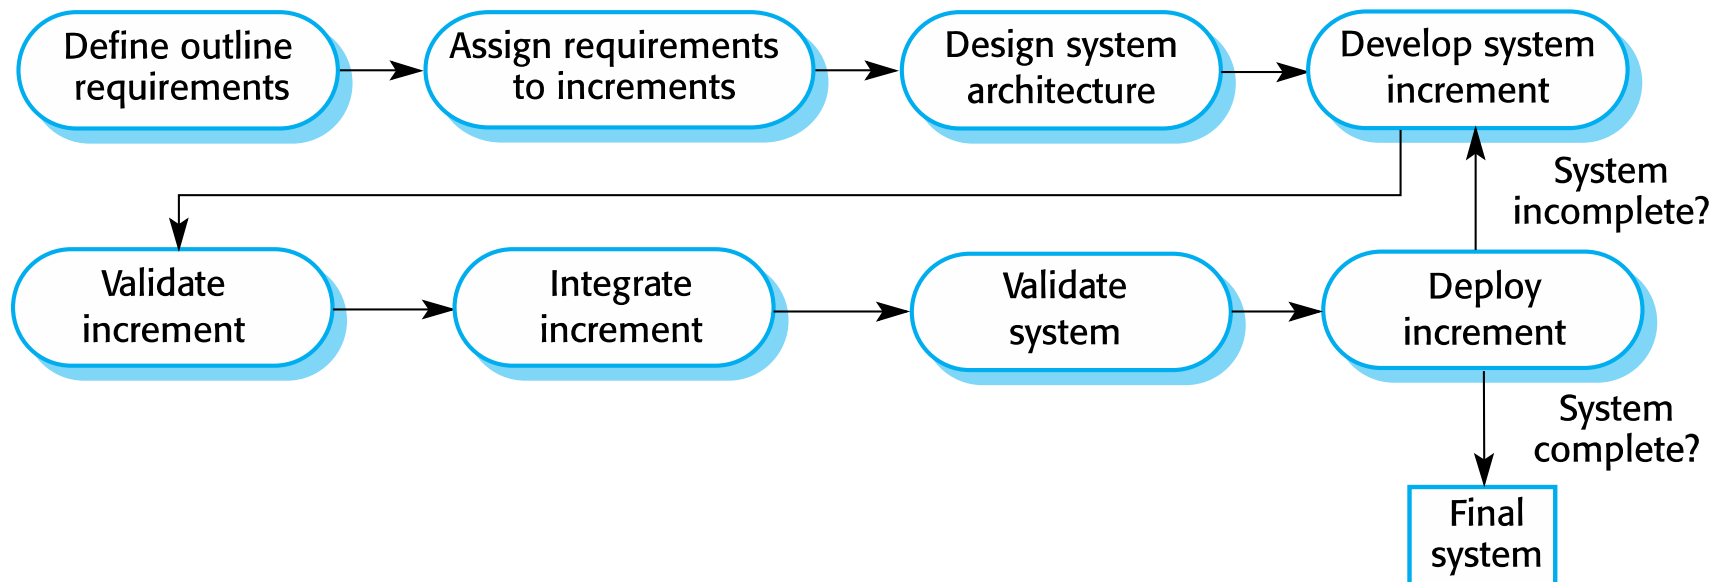 Define outline
requirements
Assign requirements
to increments
Design system
architecture
Develop system
increment
System
incomplete?
Validate
increment
Integrate
increment
Validate
system
Deploy
increment
System
complete?
Final
system